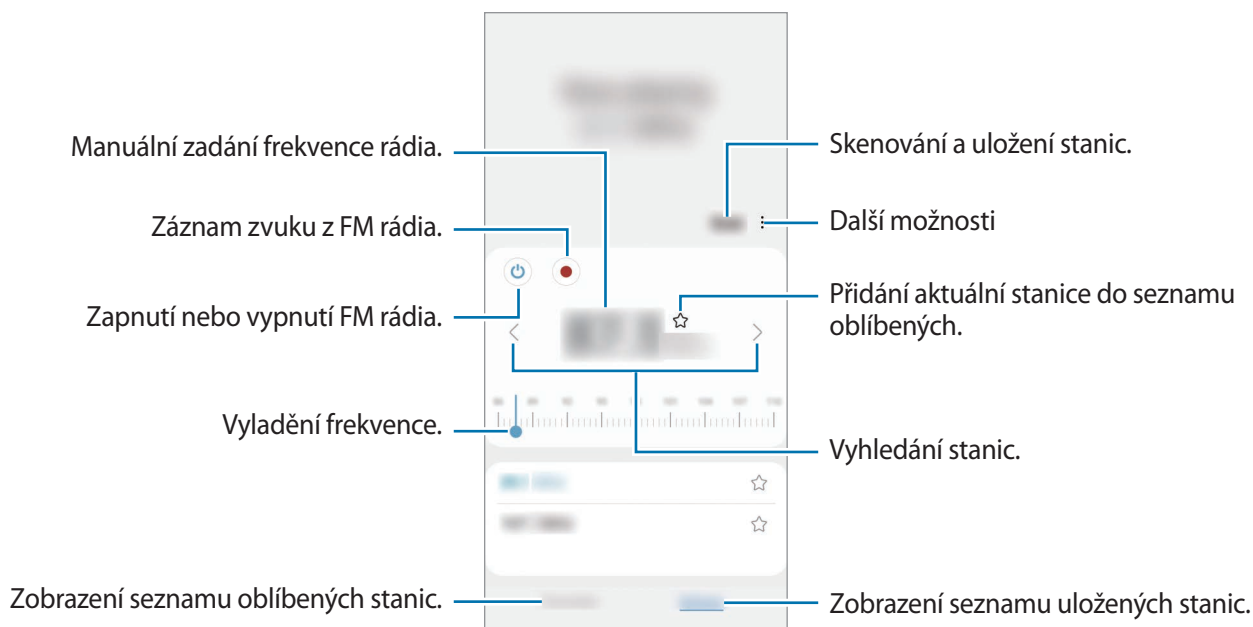 Manuální zadání frekvence rádia.
Záznam zvuku z FM rádia.
Zapnutí nebo vypnutí FM rádia.
Vyladění frekvence.
Zobrazení seznamu oblíbených stanic.
Skenování a uložení stanic.
Další možnosti
Přidání aktuální stanice do seznamu
oblíbených.
Vyhledání stanic.
Zobrazení seznamu uložených stanic.